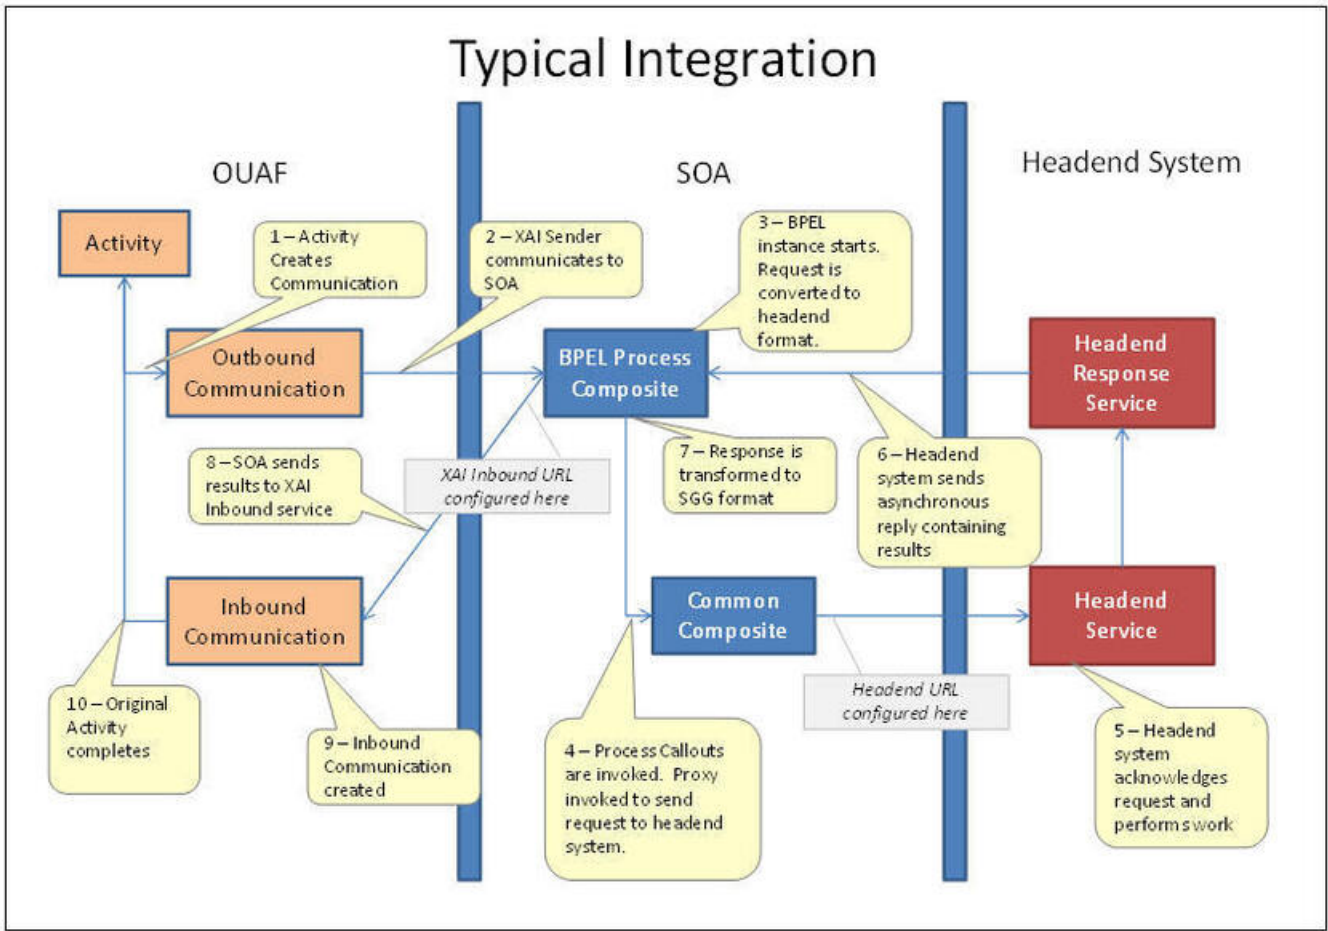 Typical Integration
OUAF
SOA
Headend System
Activity
1 – Activity
Creates
Communication
2 – XAI Sender
communicates to
SOA
3 – BPEL
instance starts.
Request is
converted to
headend
format.
Outbound
Communication
BPEL Process
Composite
Headend
Response
Service
8 – SOA sends
results to XAI
Inbound service
XAI Inbound URL
configured here
7 – Response is
transformed to
SGG format
6 – Headend
system sends
asynchronous
reply containing
results
Inbound
Communication
Common
Composite
Headend
Service
Headend URL
configured here
10 – Original
Activity
completes
9 – Inbound
Communication
created
4 – Process Callouts
are invoked. Proxy
invoked to send
request to headend
system.
5 – Headend
system
acknowledges
request and
performs work